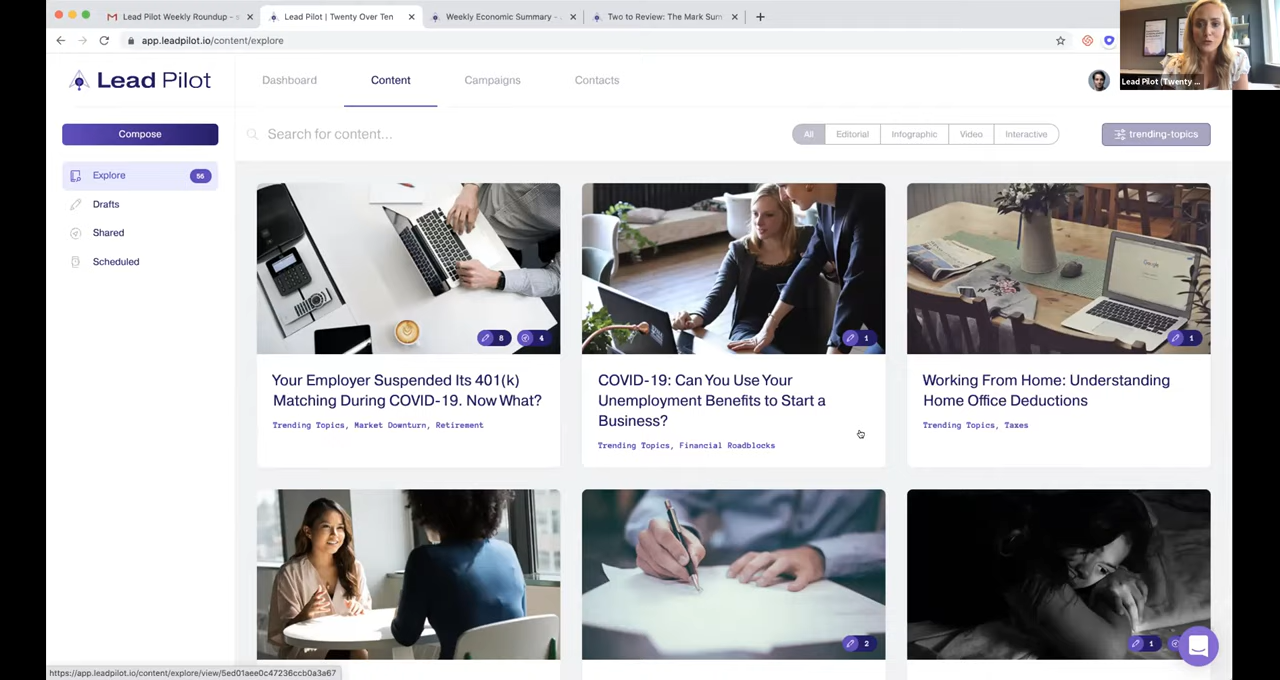 Lead Pilot Weekly Roundup - s
Lead Pilot | Twenty Over Ten
Weekly Economic Summary -
Two to Review: The Mark Sum
app.leadpilot.io/content/explore
Lead Pilot (Twenty ...
Lead Pilot
Dashboard
Content
Campaigns
Contacts
Compose
Search for content...
All
Editorial
Infographic
Video
Interactive
trending-topics
Explore
56
Drafts
Shared
Scheduled
8
4
1
1
Your Employer Suspended Its 401(k)
Matching During COVID-19. Now What?
Trending Topics, Market Downturn, Retirement
COVID-19: Can You Use Your
Unemployment Benefits to Start a
Business?
Trending Topics, Financial Roadblocks
Working From Home: Understanding
Home Office Deductions
Trending Topics, Taxes
Google
2
1
https://app.leadpilot.io/content/explore/view/5ed01aee0c47236ccb0a3a67